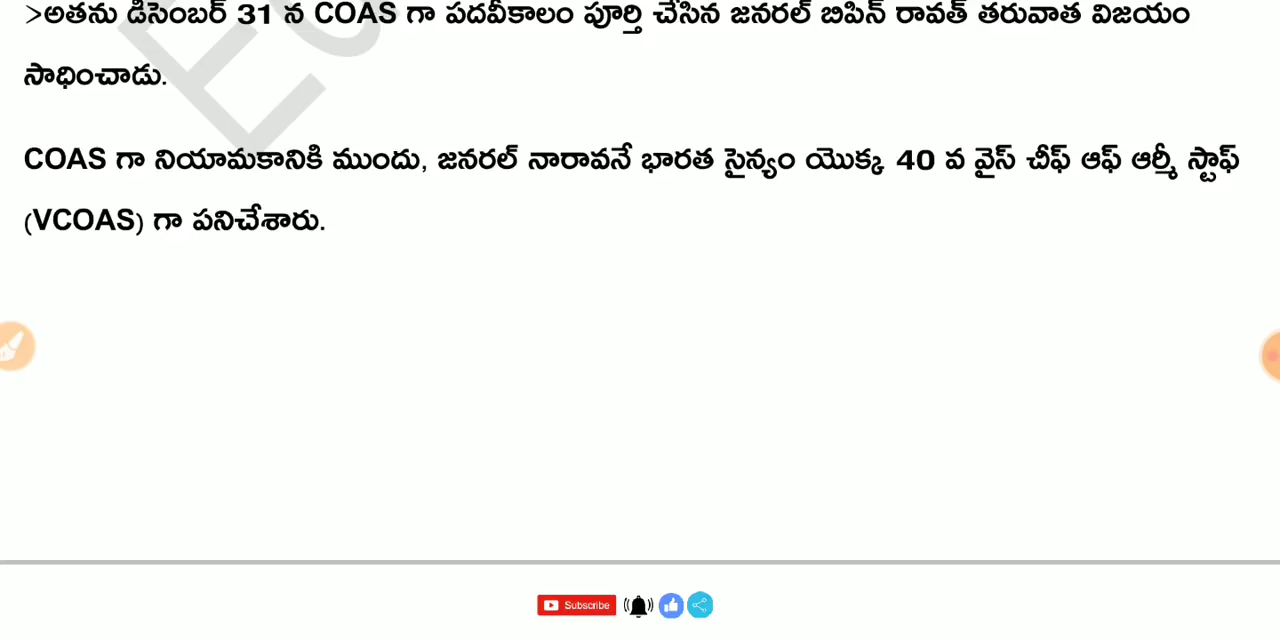 >అతను డిసెంబర్ 31 న COAS గా పదవీకాలం పూర్తి చేసిన జనరల్ బిపిన్ రావత్ తరువాత విజయం
సాధించాడు.
COAS గా నియామకానికి ముందు, జనరల్ నారావనే భారత సైన్యం యొక్క 40 వ వైస్ చీఫ్ ఆఫ్ ఆర్మీ స్టాఫ్
(VCOAS) గా పనిచేశారు.
Subscribe